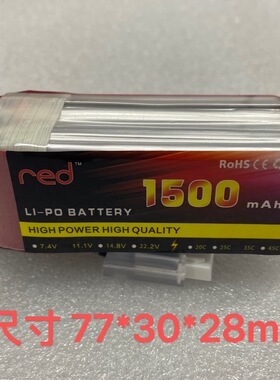 RoHS CE
red™
1500 mAh
LI-PO BATTERY
HIGH POWER HIGH QUALITY
7.4V 11.1V 14.8V 22.2V 20C 25C 35C 45C
尺寸 77*30*28m